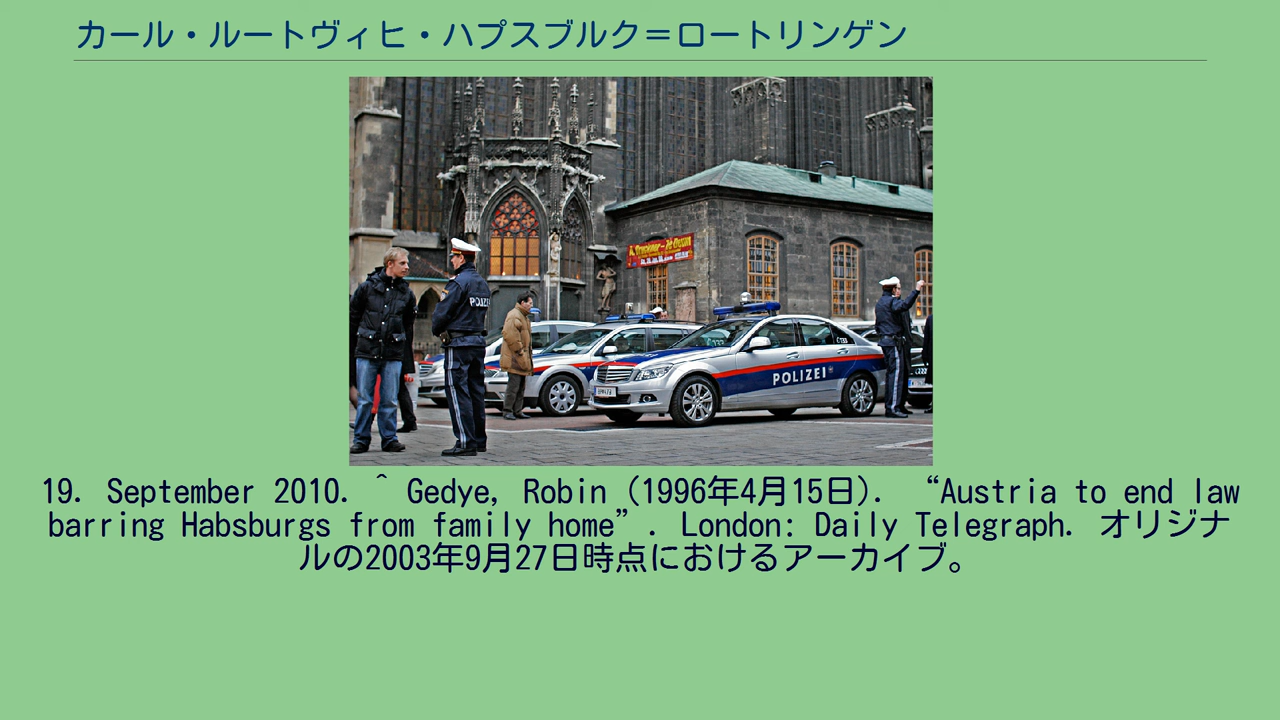 カール・ルートヴィヒ・ハプスブルク＝ロートリンゲン
POLIZEI
POLIZEI
19. September 2010. ^ Gedye, Robin (1996年4月15日). “Austria to end law
barring Habsburgs from family home”. London: Daily Telegraph. オリジナ
ルの2003年9月27日時点におけるアーカイブ。